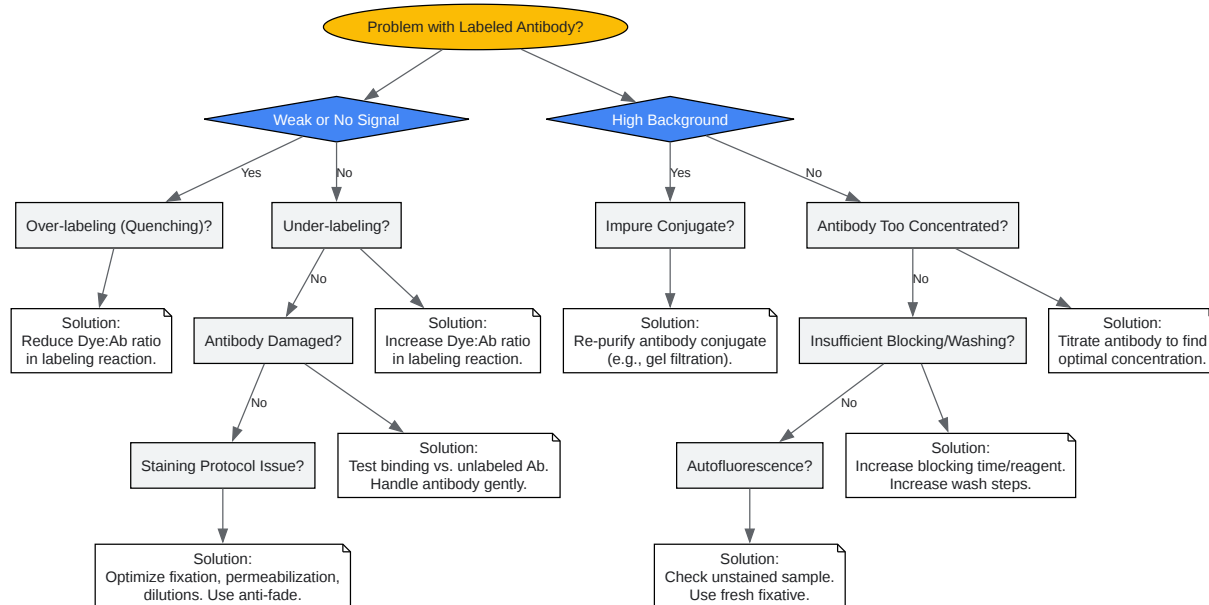 Problem with Labeled Antibody?
Weak or No Signal
High Background
Yes
No
Yes
No
Over-labeling (Quenching)?
Under-labeling?
Impure Conjugate?
Antibody Too Concentrated?
No
No
Solution:
Reduce Dye:Ab ratio
in labeling reaction.
Antibody Damaged?
Solution:
Increase Dye:Ab ratio
in labeling reaction.
Solution:
Re-purify antibody conjugate
(e.g., gel filtration).
Insufficient Blocking/Washing?
Solution:
Titrate antibody to find
optimal concentration.
No
No
Staining Protocol Issue?
Solution:
Test binding vs. unlabeled Ab.
Handle antibody gently.
Autofluorescence?
Solution:
Increase blocking time/reagent.
Increase wash steps.
Solution:
Optimize fixation, permeabilization,
dilutions. Use anti-fade.
Solution:
Check unstained sample.
Use fresh fixative.